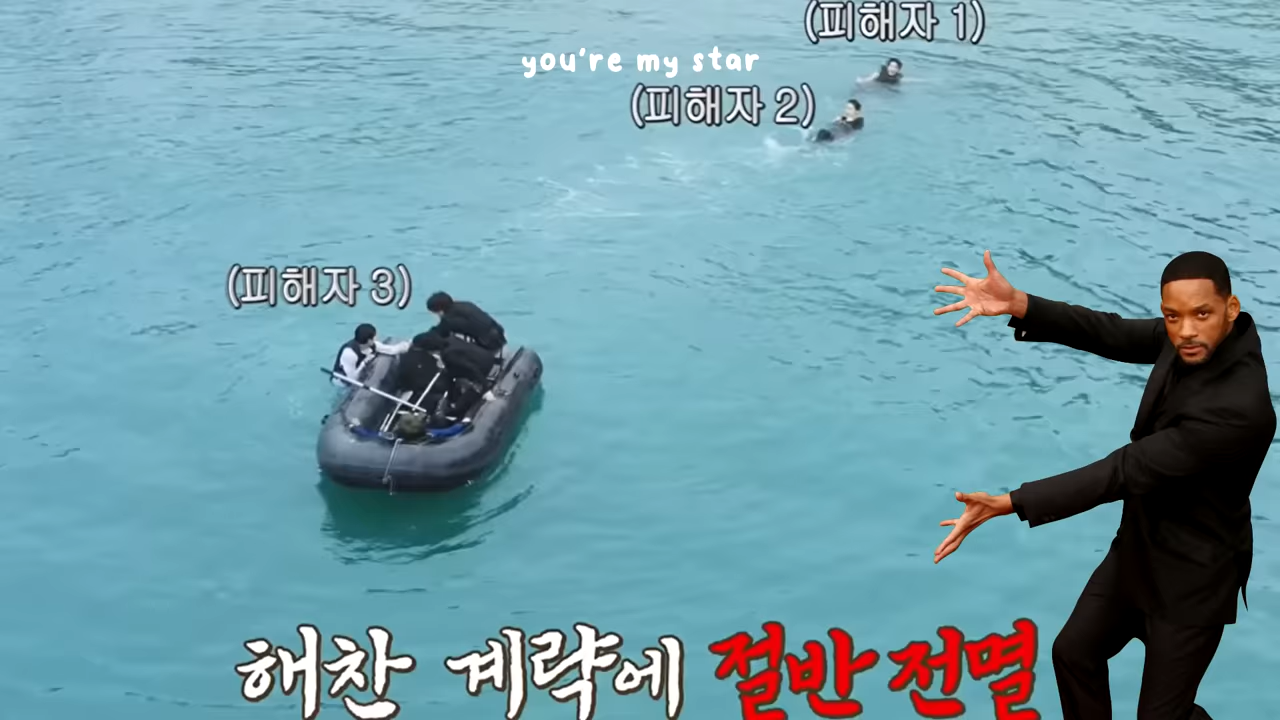 (피해자 1)
you're my star
(피해자 2)
(피해자 3)
해찬 계략에 절반 전멸